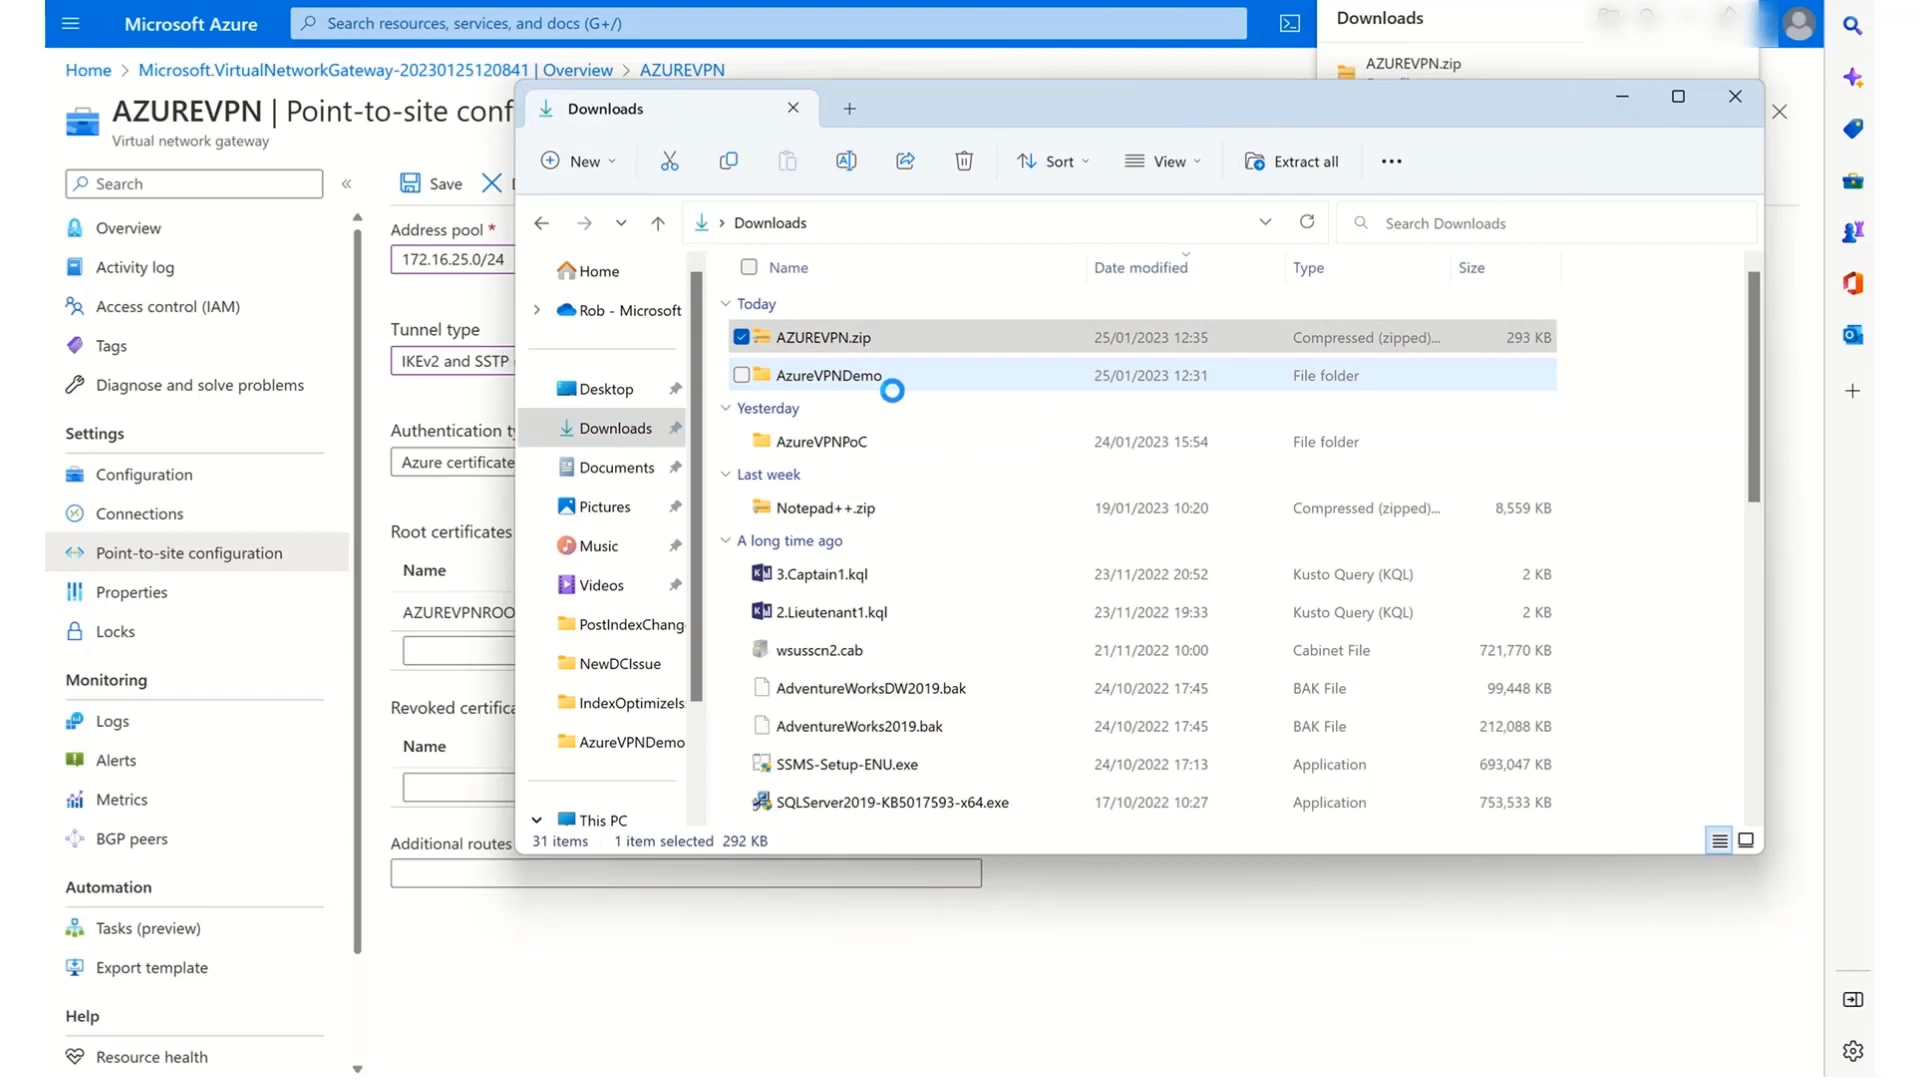 Microsoft Azure
Search resources, services, and docs (G+/)
Downloads
AZUREVPN.zip
Home > Microsoft.VirtualNetworkGateway-20230125120841 | Overview > AZUREVPN
AZUREVPN | Point-to-site conf
Virtual network gateway
Search
Overview
Activity log
Access control (IAM)
Tags
Diagnose and solve problems
Settings
Configuration
Connections
Point-to-site configuration
Properties
Locks
Monitoring
Logs
Alerts
Metrics
BGP peers
Automation
Tasks (preview)
Export template
Help
Resource health
Save
Address pool *
172.16.25.0/24
Tunnel type
IKEv2 and SSTP
Authentication ty
Azure certificate
Root certificates
Name
AZUREVPNROO
Revoked certifica
Name
Additional routes
Downloads
New
Sort
View
Extract all
Downloads
Search Downloads
Home
Rob - Microsoft
Desktop
Downloads
Documents
Pictures
Music
Videos
PostIndexChang
NewDCIssue
IndexOptimizeIs
AzureVPNDemo
This PC
Name Date modified Type Size
Today
AZUREVPN.zip 25/01/2023 12:35 Compressed (zipped)... 293 KB
AzureVPNDemo 25/01/2023 12:31 File folder
Yesterday
AzureVPNPoC 24/01/2023 15:54 File folder
Last week
Notepad++.zip 19/01/2023 10:20 Compressed (zipped)... 8,559 KB
A long time ago
3.Captain1.kql 23/11/2022 20:52 Kusto Query (KQL) 2 KB
2.Lieutenant1.kql 23/11/2022 19:33 Kusto Query (KQL) 2 KB
wsusscn2.cab 21/11/2022 10:00 Cabinet File 721,770 KB
AdventureWorksDW2019.bak 24/10/2022 17:45 BAK File 99,448 KB
AdventureWorks2019.bak 24/10/2022 17:45 BAK File 212,088 KB
SSMS-Setup-ENU.exe 24/10/2022 17:13 Application 693,047 KB
SQLServer2019-KB5017593-x64.exe 17/10/2022 10:27 Application 753,533 KB
31 items 1 item selected 292 KB